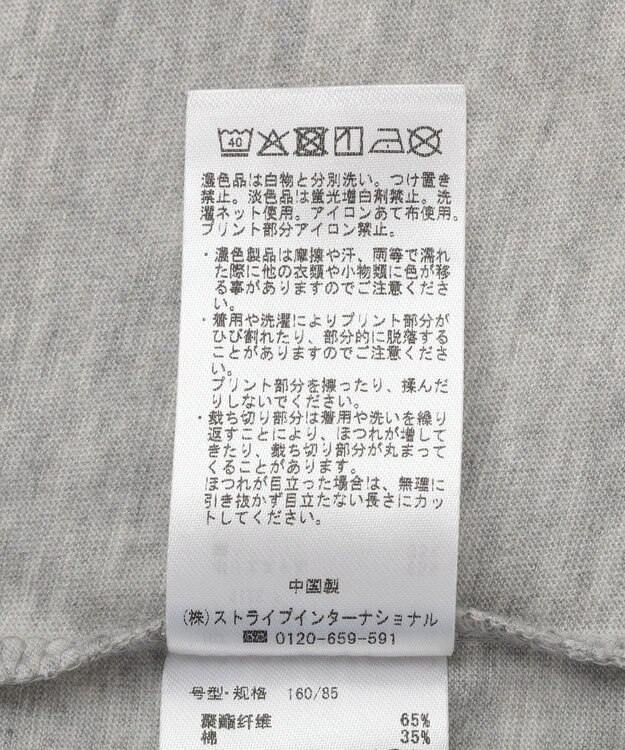 40
濃色品は白物と分別洗い。つけ置き
禁止。淡色品は蛍光増白剤禁止。洗
濯ネット使用。アイロンあて布使用。
プリント部分アイロン禁止。
・濃色製品は摩擦や汗、雨等で濡れ
た際に他の衣類や小物類に色が移
る事がありますのでご注意くださ
い。
・着用や洗濯によりプリント部分が
ひび割れたり、部分的に脱落する
ことがありますのでご注意くださ
い。
プリント部分を擦ったり、揉んだ
りしないでください。
・裁ち切り部分は着用や洗いを繰り
返すことにより、ほつれが増して
きたり、裁ち切り部分が丸まって
くることがあります。
ほつれが目立った場合は、無理に
引き抜かず目立たない長さにカッ
トしてください。
中国製
(株)ストライプインターナショナル
0120-659-591
号型・规格 160/85
聚酯纤维 65%
棉 35%